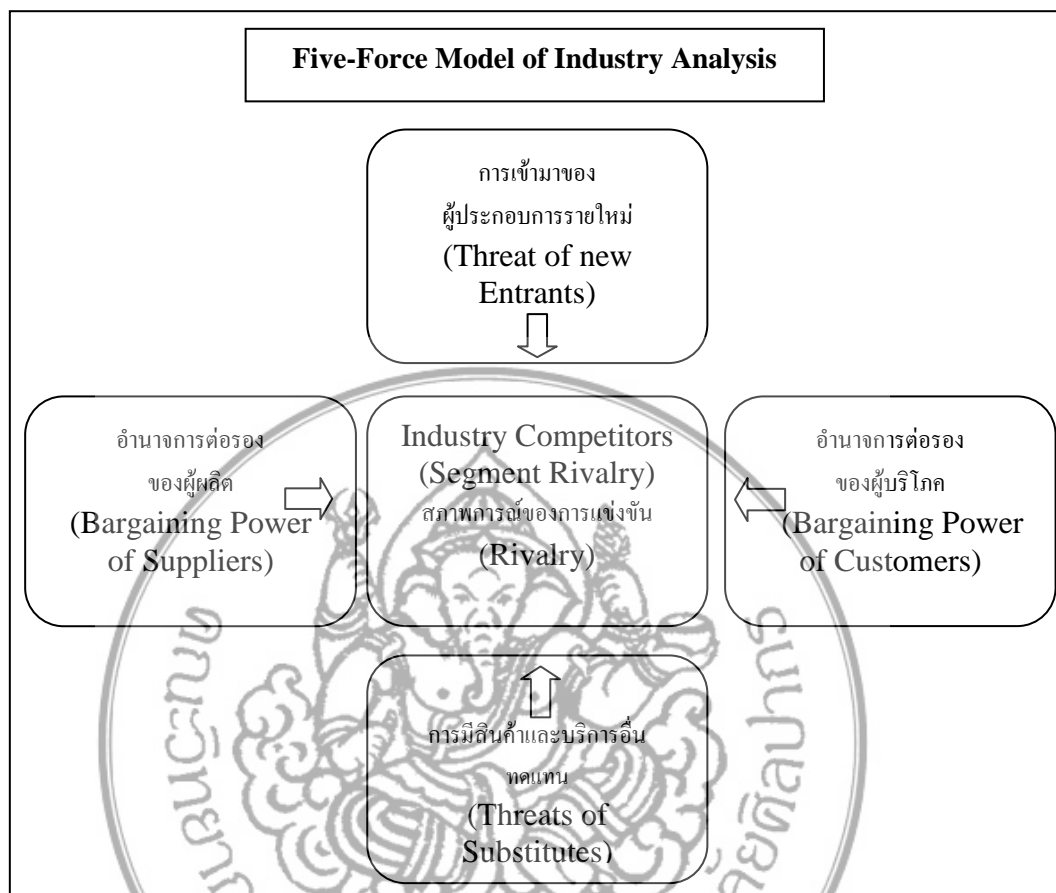 Five-Force Model of Industry Analysis
การเข้ามาของ
ผู้ประกอบการรายใหม่
(Threat of new
Entrants)
อำนาจการต่อรอง
ของผู้ผลิต
(Bargaining Power
of Suppliers)
Industry Competitors
(Segment Rivalry)
สภาพการณ์ของการแข่งขัน
(Rivalry)
อำนาจการต่อรอง
ของผู้บริโภค
(Bargaining Power
of Customers)
การมีสินค้าและบริการอื่น
ทดแทน
(Threats of
Substitutes)